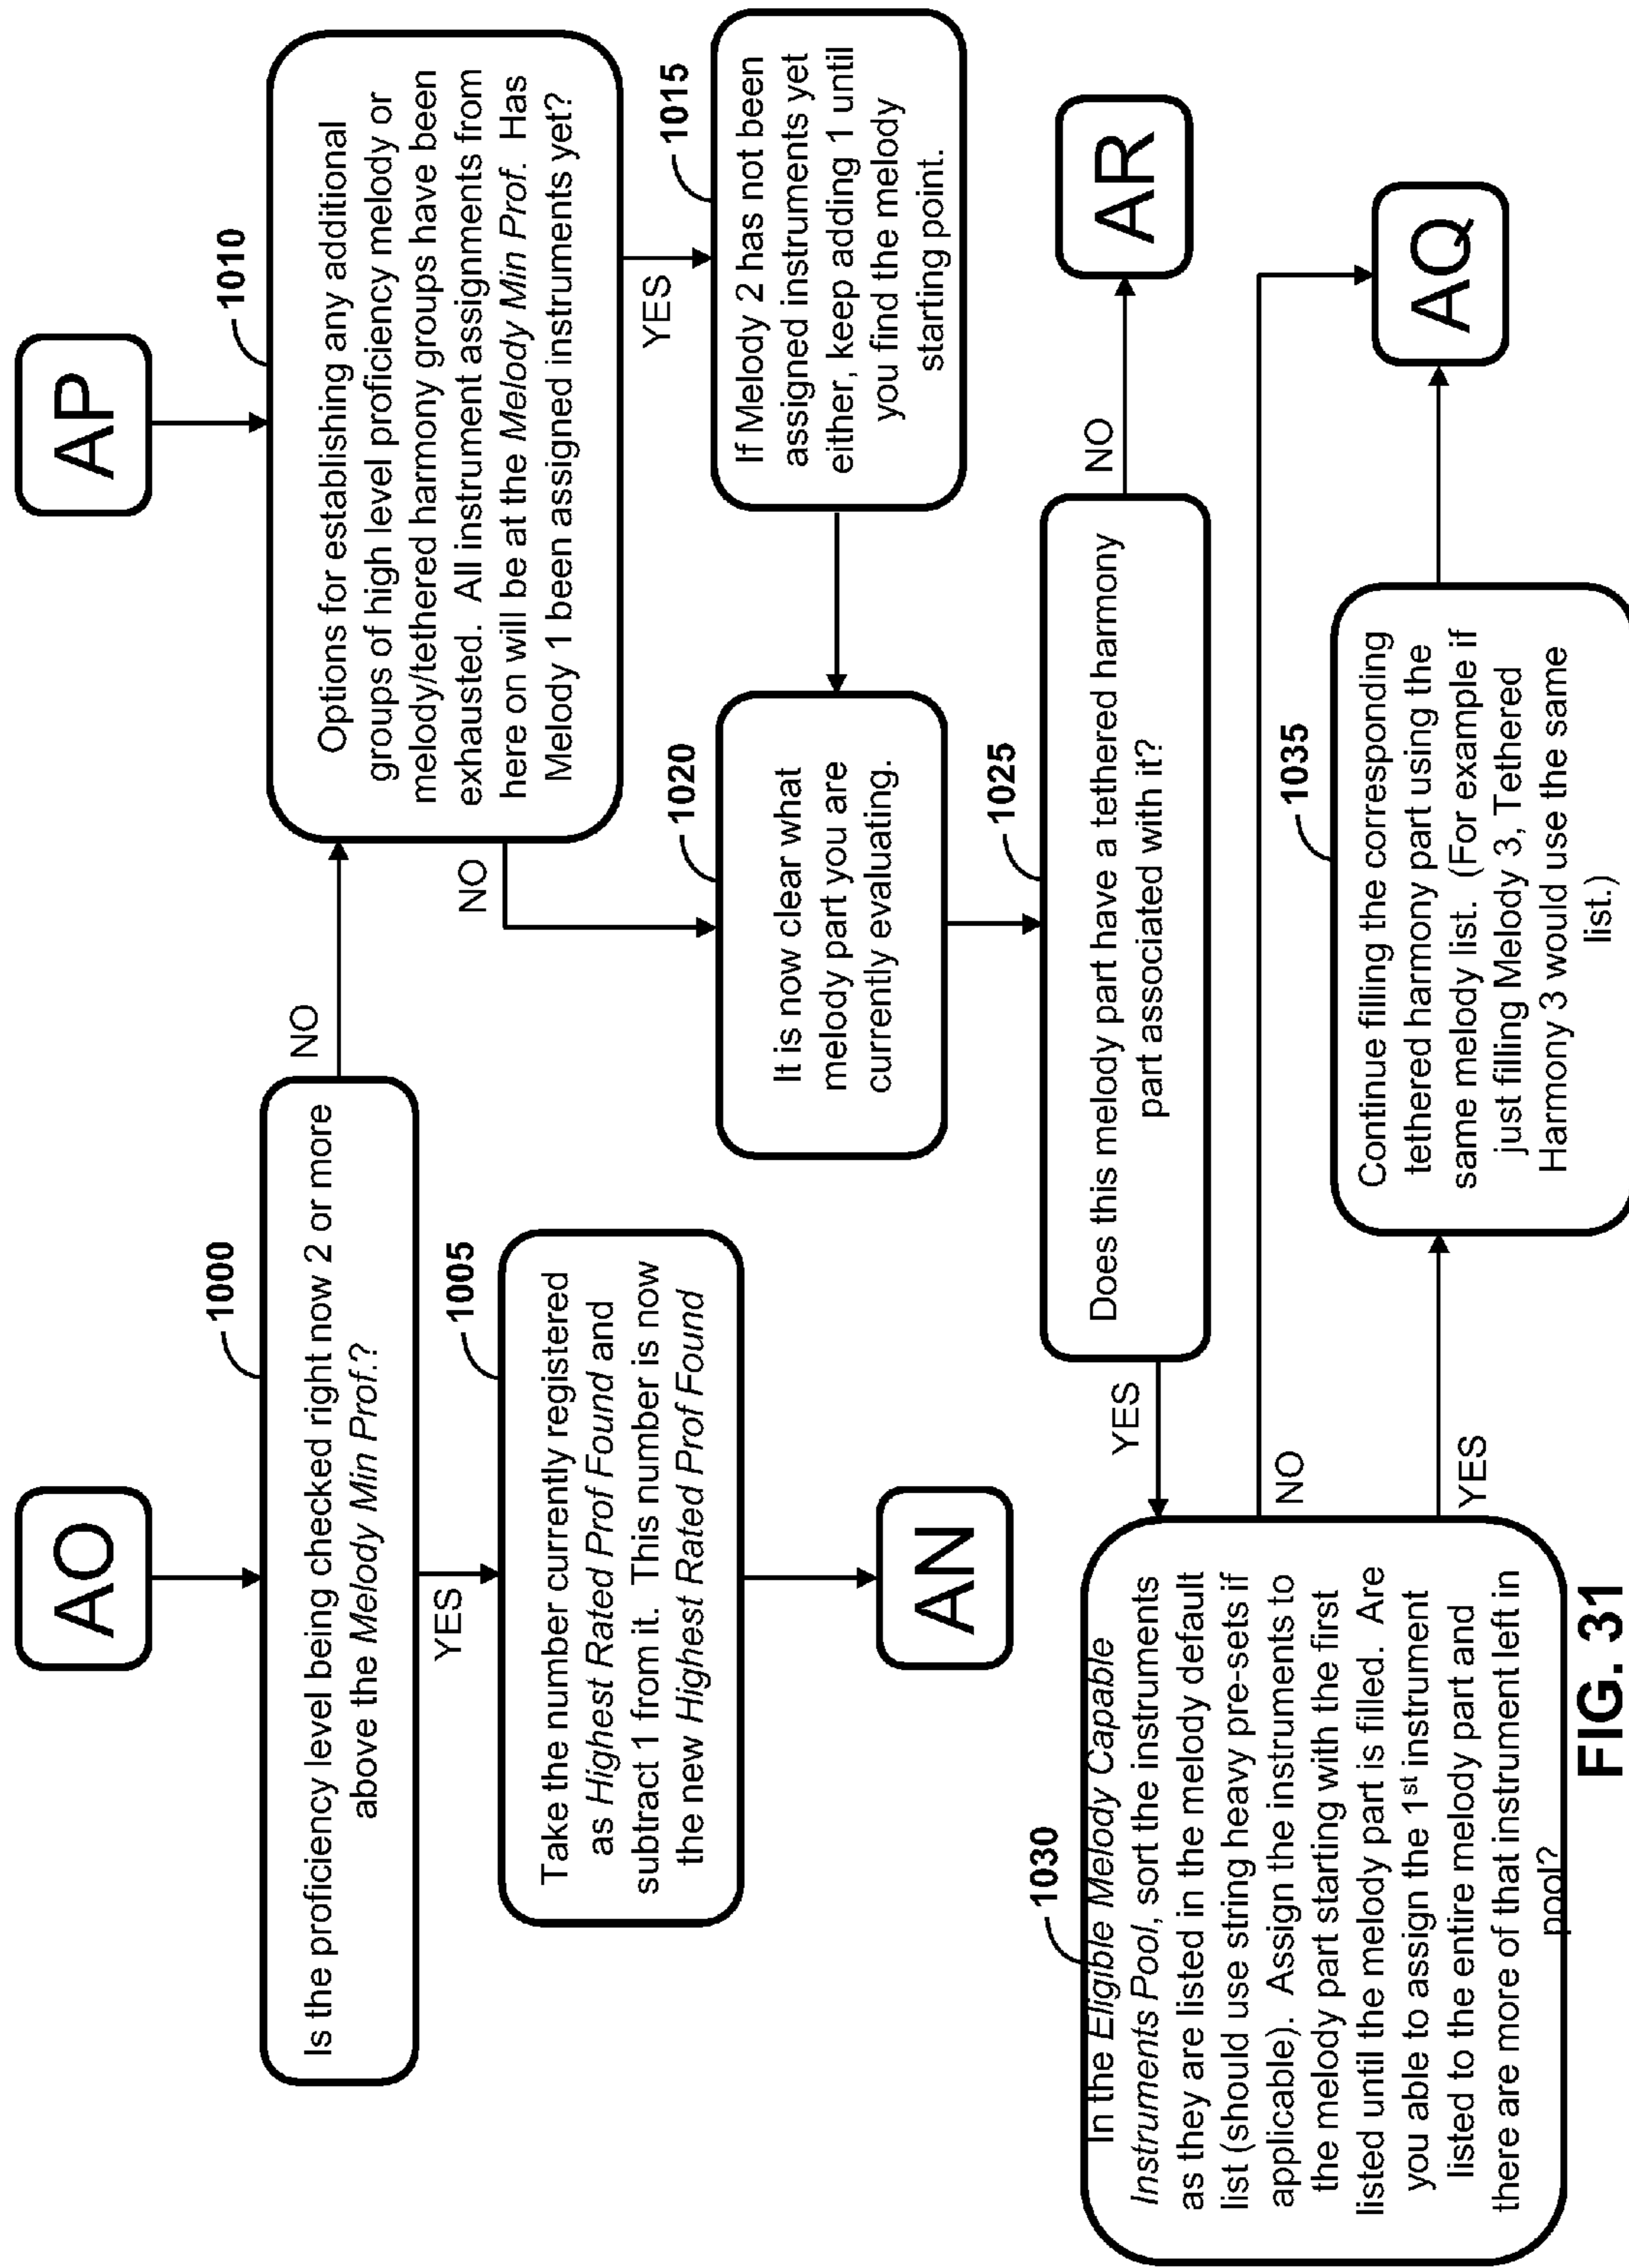 AO
1000
Is the proficiency level being checked right now 2 or more
above the Melody Min Prof.?
NO
YES
1005
Take the number currently registered
as Highest Rated Prof Found and
subtract 1 from it. This number is now
the new Highest Rated Prof Found
AN
AP
1010
Options for establishing any additional
groups of high level proficiency melody or
melody/tethered harmony groups have been
exhausted. All instrument assignments from
here on will be at the Melody Min Prof. Has
Melody 1 been assigned instruments yet?
NO
YES
1015
If Melody 2 has not been
assigned instruments yet
either, keep adding 1 until
you find the melody
starting point.
1020
It is now clear what
melody part you are
currently evaluating.
1025
Does this melody part have a tethered harmony
part associated with it?
NO
AR
YES
1030
In the Eligible Melody Capable
Instruments Pool, sort the instruments
as they are listed in the melody default
list (should use string heavy pre-sets if
applicable). Assign the instruments to
the melody part starting with the first
listed until the melody part is filled. Are
you able to assign the 1st instrument
listed to the entire melody part and
there are more of that instrument left in
pool?
NO
YES
1035
Continue filling the corresponding
tethered harmony part using the
same melody list. (For example if
just filling Melody 3, Tethered
Harmony 3 would use the same
list.)
AQ
FIG. 31